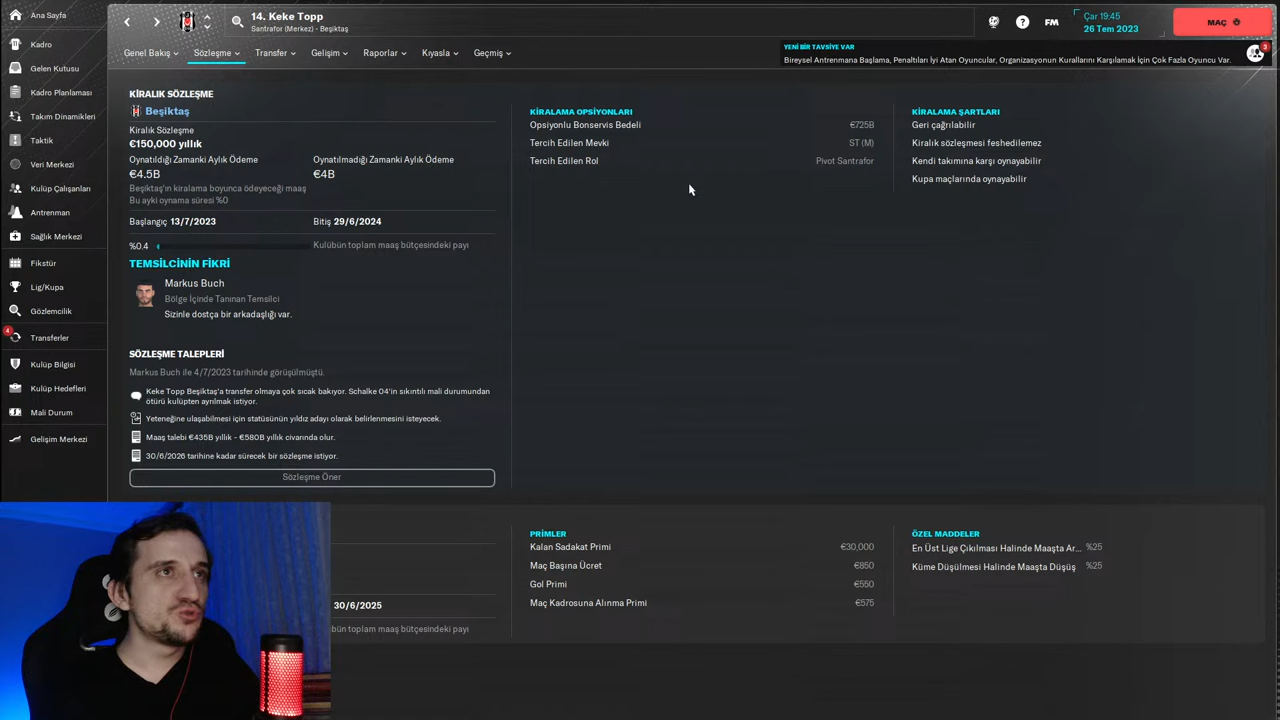 Ana Sayfa
Kadro
Gelen Kutusu
Kadro Planlaması
Takım Dinamikleri
Taktik
Veri Merkezi
Kulüp Çalışanları
Antrenman
Sağlık Merkezi
Fikstür
Lig/Kupa
Gözlemcilik
4
Transferler
Kulüp Bilgisi
Kulüp Hedefleri
Mali Durum
Gelişim Merkezi
14. Keke Topp
Santrafor (Merkez) - Beşiktaş
FM
Çar 19:45
26 Tem 2023
MAÇ
Genel Bakış
Sözleşme
Transfer
Gelişim
Raporlar
Kıyasla
Geçmiş
YENİ BİR TAVSİYE VAR
Bireysel Antrenmana Başlama, Penaltıları İyi Atan Oyuncular, Organizasyonun Kurallarını Karşılamak İçin Çok Fazla Oyuncu Var.
3
KİRALIK SÖZLEŞME
Beşiktaş
Kiralık Sözleşme
€150,000 yıllık
Oynatıldığı Zamanki Aylık Ödeme
Oynatılmadığı Zamanki Aylık Ödeme
€4.5B
€4B
Beşiktaş'ın kiralama boyunca ödeyeceği maaş
Bu ayki oynama süresi %0
Başlangıç 13/7/2023
Bitiş 29/6/2024
%0.4
Kulübün toplam maaş bütçesindeki payı
TEMSİLCİNİN FİKRİ
Markus Buch
Bölge İçinde Tanınan Temsilci
Sizinle dostça bir arkadaşlığı var.
SÖZLEŞME TALEPLERİ
Markus Buch ile 4/7/2023 tarihinde görüşülmüştü.
Keke Topp Beşiktaş'a transfer olmaya çok sıcak bakıyor. Schalke 04'in sıkıntılı mali durumundan
ötürü kulüpten ayrılmak istiyor.
Yeteneğine ulaşabilmesi için statüsünün yıldız adayı olarak belirlenmesini isteyecek.
Maaş talebi €435B yıllık - €580B yıllık civarında olur.
30/6/2026 tarihine kadar sürecek bir sözleşme istiyor.
Sözleşme Öner
KİRALAMA OPSİYONLARI
Opsiyonlu Bonservis Bedeli €725B
Tercih Edilen Mevki ST (M)
Tercih Edilen Rol Pivot Santrafor
KİRALAMA ŞARTLARI
Geri çağrılabilir
Kiralık sözleşmesi feshedilemez
Kendi takımına karşı oynayabilir
Kupa maçlarında oynayabilir
30/6/2025
bün toplam maaş bütçesindeki payı
PRİMLER
Kalan Sadakat Primi €30,000
Maç Başına Ücret €850
Gol Primi €550
Maç Kadrosuna Alınma Primi €575
ÖZEL MADDELER
En Üst Lige Çıkılması Halinde Maaşta Ar... %25
Küme Düşülmesi Halinde Maaşta Düşüş %25